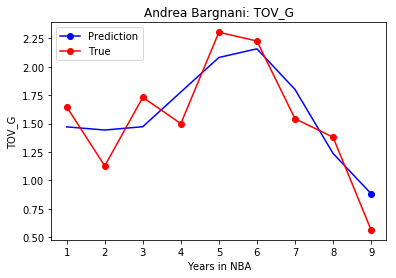 Andrea Bargnani: TOV_G
Prediction
True
2.25
2.00
1.75
1.50
1.25
1.00
0.75
0.50
TOV_G
1 2 3 4 5 6 7 8 9
Years in NBA